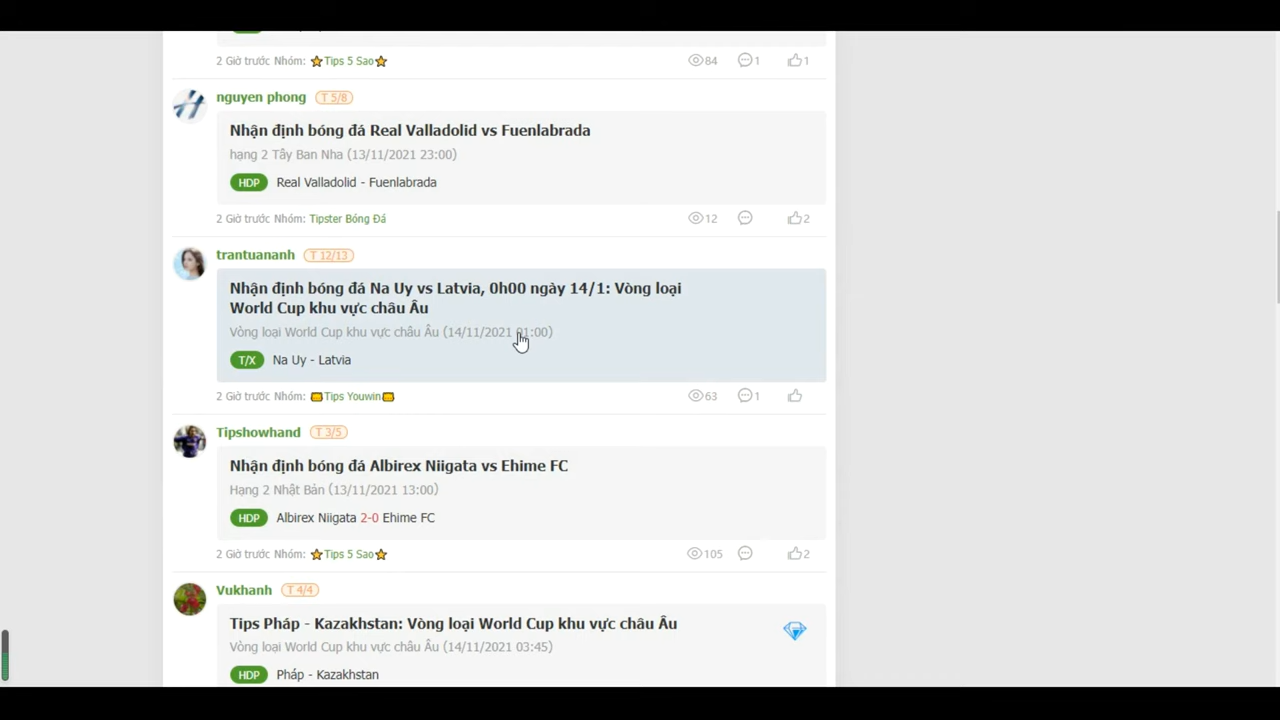 2 Giờ trước Nhóm: ⭐Tips 5 Sao⭐ 84 1 1
nguyen phong T 5/8
Nhận định bóng đá Real Valladolid vs Fuenlabrada
hạng 2 Tây Ban Nha (13/11/2021 23:00)
HDP Real Valladolid - Fuenlabrada
2 Giờ trước Nhóm: Tipster Bóng Đá 12 2
trantuananh T 12/13
Nhận định bóng đá Na Uy vs Latvia, 0h00 ngày 14/1: Vòng loại
World Cup khu vực châu Âu
Vòng loại World Cup khu vực châu Âu (14/11/2021 01:00)
T/X Na Uy - Latvia
2 Giờ trước Nhóm: Tips Youwin 63 1
Tipshowhand T 3/5
Nhận định bóng đá Albirex Niigata vs Ehime FC
Hạng 2 Nhật Bản (13/11/2021 13:00)
HDP Albirex Niigata 2-0 Ehime FC
2 Giờ trước Nhóm: ⭐Tips 5 Sao⭐ 105 2
Vukhanh T 4/4
Tips Pháp - Kazakhstan: Vòng loại World Cup khu vực châu Âu
Vòng loại World Cup khu vực châu Âu (14/11/2021 03:45)
HDP Pháp - Kazakhstan